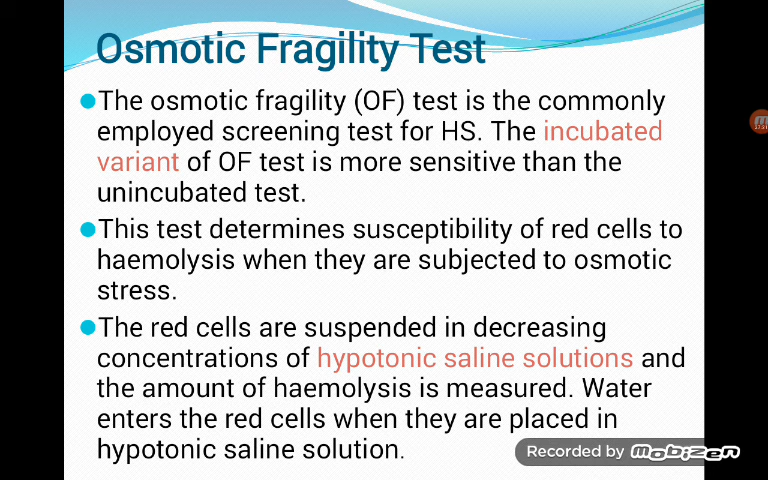 Osmotic Fragility Test
The osmotic fragility (OF) test is the commonly
employed screening test for HS. The incubated
variant of OF test is more sensitive than the
unincubated test.
This test determines susceptibility of red cells to
haemolysis when they are subjected to osmotic
stress.
The red cells are suspended in decreasing
concentrations of hypotonic saline solutions and
the amount of haemolysis is measured. Water
enters the red cells when they are placed in
hypotonic saline solution.
Recorded by mobizen